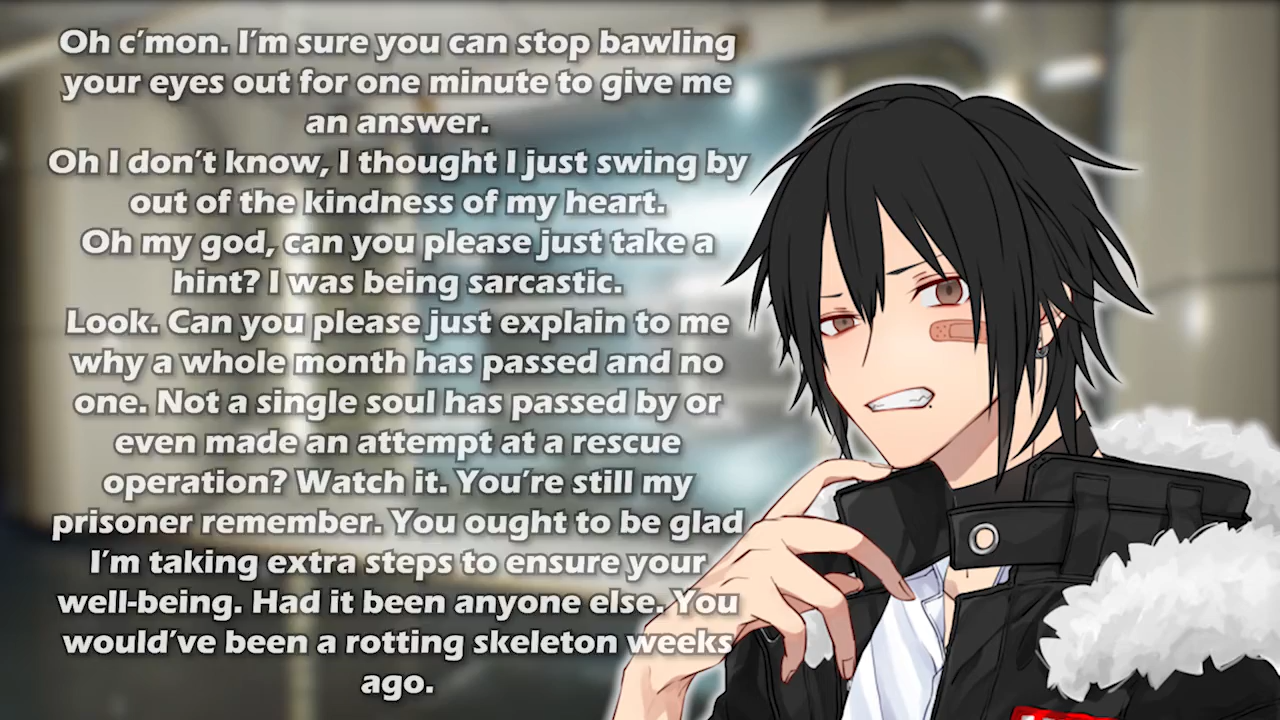 Oh c’mon. I’m sure you can stop bawling
your eyes out for one minute to give me
an answer.
Oh I don’t know, I thought I just swing by
out of the kindness of my heart.
Oh my god, can you please just take a
hint? I was being sarcastic.
Look. Can you please just explain to me
why a whole month has passed and no
one. Not a single soul has passed by or
even made an attempt at a rescue
operation? Watch it. You’re still my
prisoner remember. You ought to be glad
I’m taking extra steps to ensure your
well-being. Had it been anyone else. You
would’ve been a rotting skeleton weeks
ago.